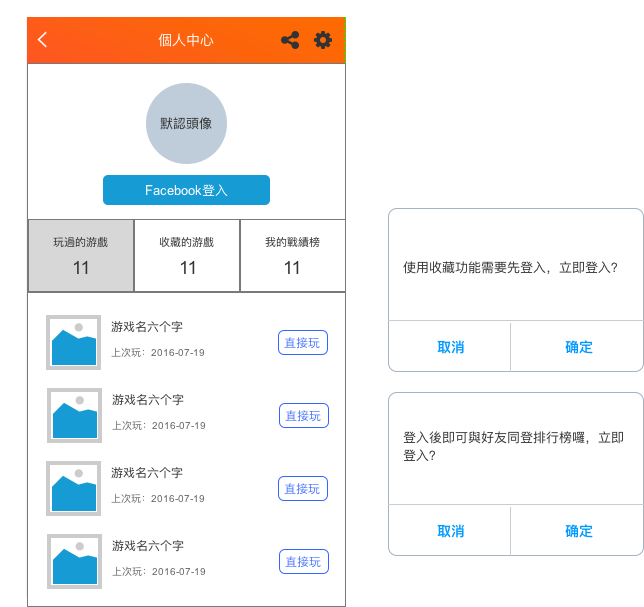 個人中心
默認頭像
Facebook登入
玩過的游戲
11
收藏的游戲
11
我的戰績榜
11
游戏名六个字
上次玩：2016-07-19
直接玩
游戏名六个字
上次玩：2016-07-19
直接玩
游戏名六个字
上次玩：2016-07-19
直接玩
游戏名六个字
上次玩：2016-07-19
直接玩
使用收藏功能需要先登入，立即登入？
取消
确定
登入後即可與好友同登排行榜囉，立即
登入？
取消
确定